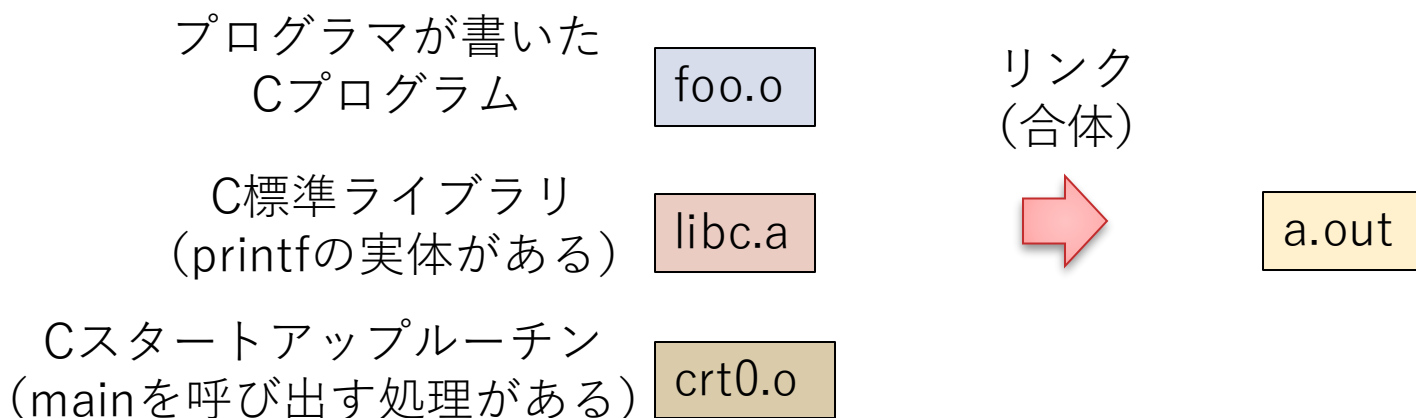 プログラマが書いた
Cプログラム
foo.o
C標準ライブラリ
(printfの実体がある)
libc.a
Cスタートアップルーチン
(mainを呼び出す処理がある)
crt0.o
リンク
(合体)
a.out